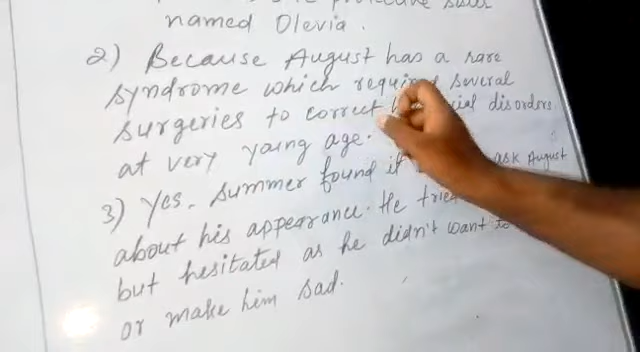 protective sister
named Olevia.
2) Because August has a rare
syndrome which required several
surgeries to correct disorders
at very young age.
3) Yes. Summer found it ask August
about his appearance. He tried
but hesitated as he didn't want to
or make him sad.